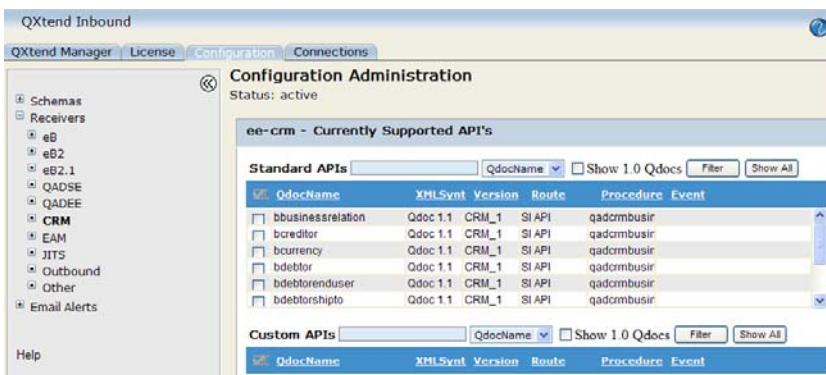 QXtend Inbound
QXtend Manager License Configuration Connections
Configuration Administration
Status: active
Schemas
Receivers
eB
eB2
eB2.1
QADSE
QADEE
CRM
EAM
JITS
Outbound
Other
Email Alerts
Help
ee-crm - Currently Supported API's
Standard APIs QdocName Show 1.0 Qdocs Filter Show All
QdocName XMLSynt Version Route Procedure Event
bbusinessrelation Qdoc 1.1 CRM_1 SI API qadcrmbusir
bcreditor Qdoc 1.1 CRM_1 SI API qadcrmbusir
bcurrency Qdoc 1.1 CRM_1 SI API qadcrmbusir
bdebtor Qdoc 1.1 CRM_1 SI API qadcrmbusir
bdebtorenduser Qdoc 1.1 CRM_1 SI API qadcrmbusir
bdebtorshipto Qdoc 1.1 CRM_1 SI API qadcrmbusir
Custom APIs QdocName Show 1.0 Qdocs Filter Show All
QdocName XMLSynt Version Route Procedure Event